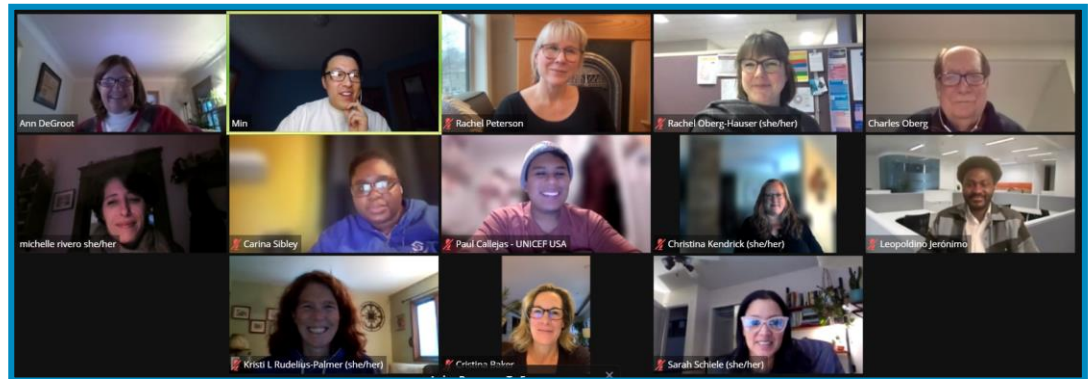 Ann DeGroot
Min
Rachel Peterson
Rachel Oberg-Hauser (she/her)
Charles Oberg
michelle rivero she/her
Carina Sibley
Paul Callejas - UNICEF USA
Christina Kendrick (she/her)
Leopoldino Jerónimo
Kristi L Rudelius-Palmer (she/her)
Cristina Baker
Sarah Schiele (she/her)